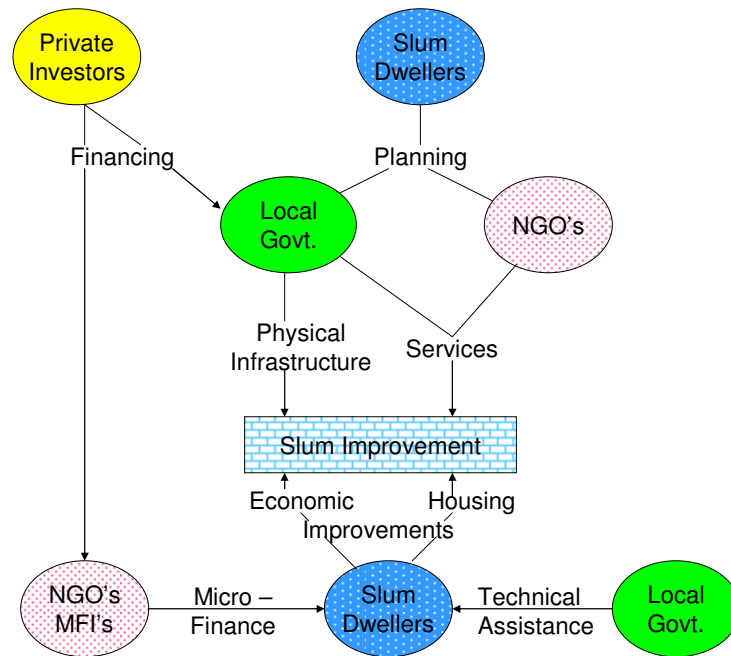 Private
Investors
Slum
Dwellers
Financing
Planning
Local
Govt.
NGO's
Physical
Infrastructure
Services
Slum Improvement
Economic
Housing
Improvements
NGO's
MFI's
Micro –
Finance
Slum
Dwellers
Technical
Assistance
Local
Govt.